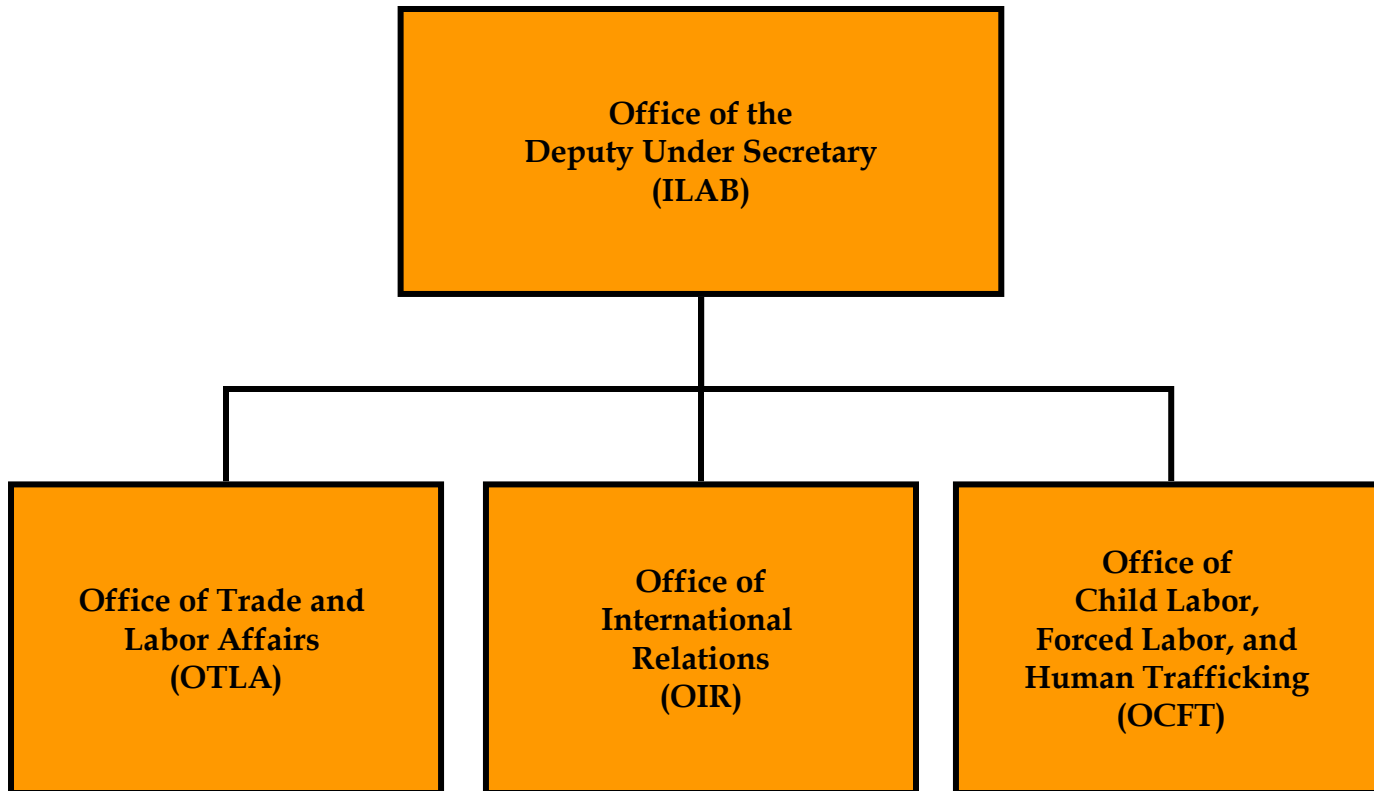 Office of the
Deputy Under Secretary
(ILAB)
Office of Trade and
Labor Affairs
(OTLA)
Office of
International
Relations
(OIR)
Office of
Child Labor,
Forced Labor, and
Human Trafficking
(OCFT)